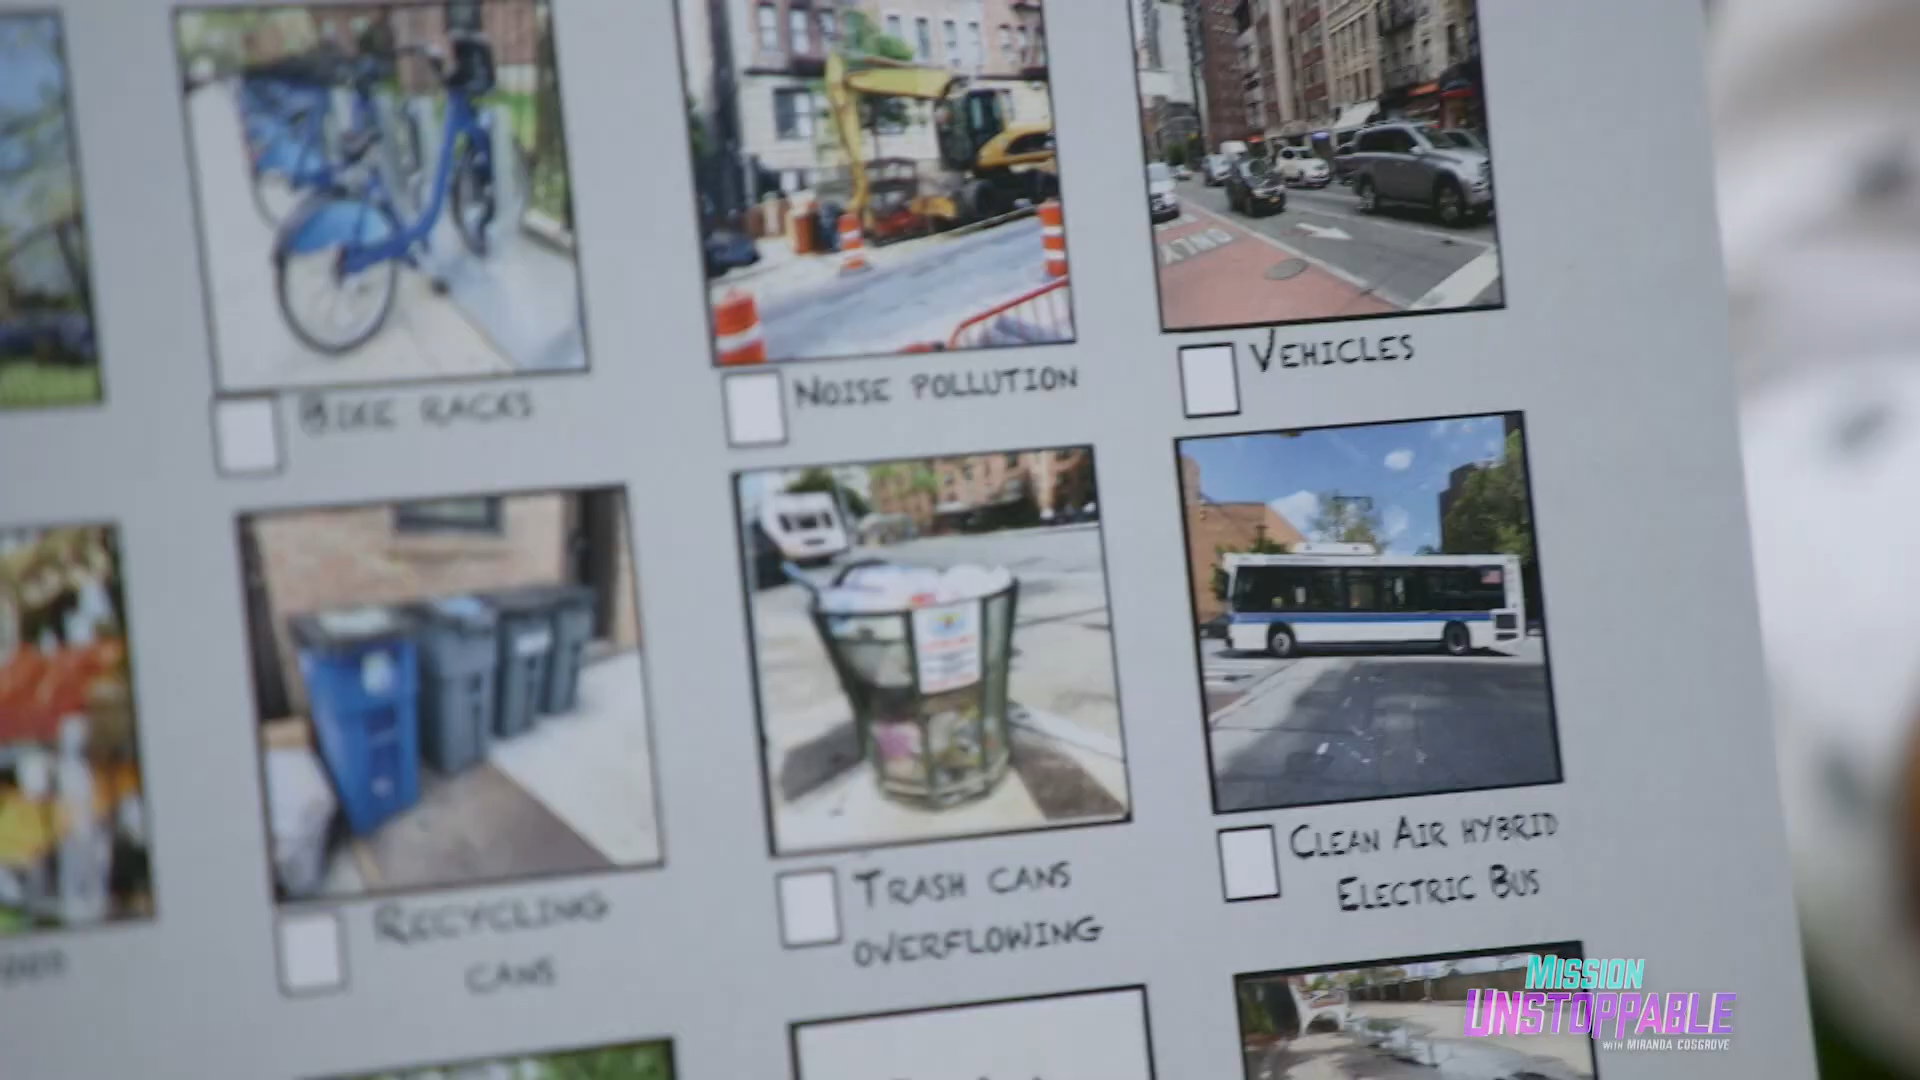 ONLY
Bike racks
Noise pollution
Vehicles
Recycling
cans
Trash cans
overflowing
Clean Air hybrid
Electric Bus
Mission
Unstoppable
with Miranda Cosgrove